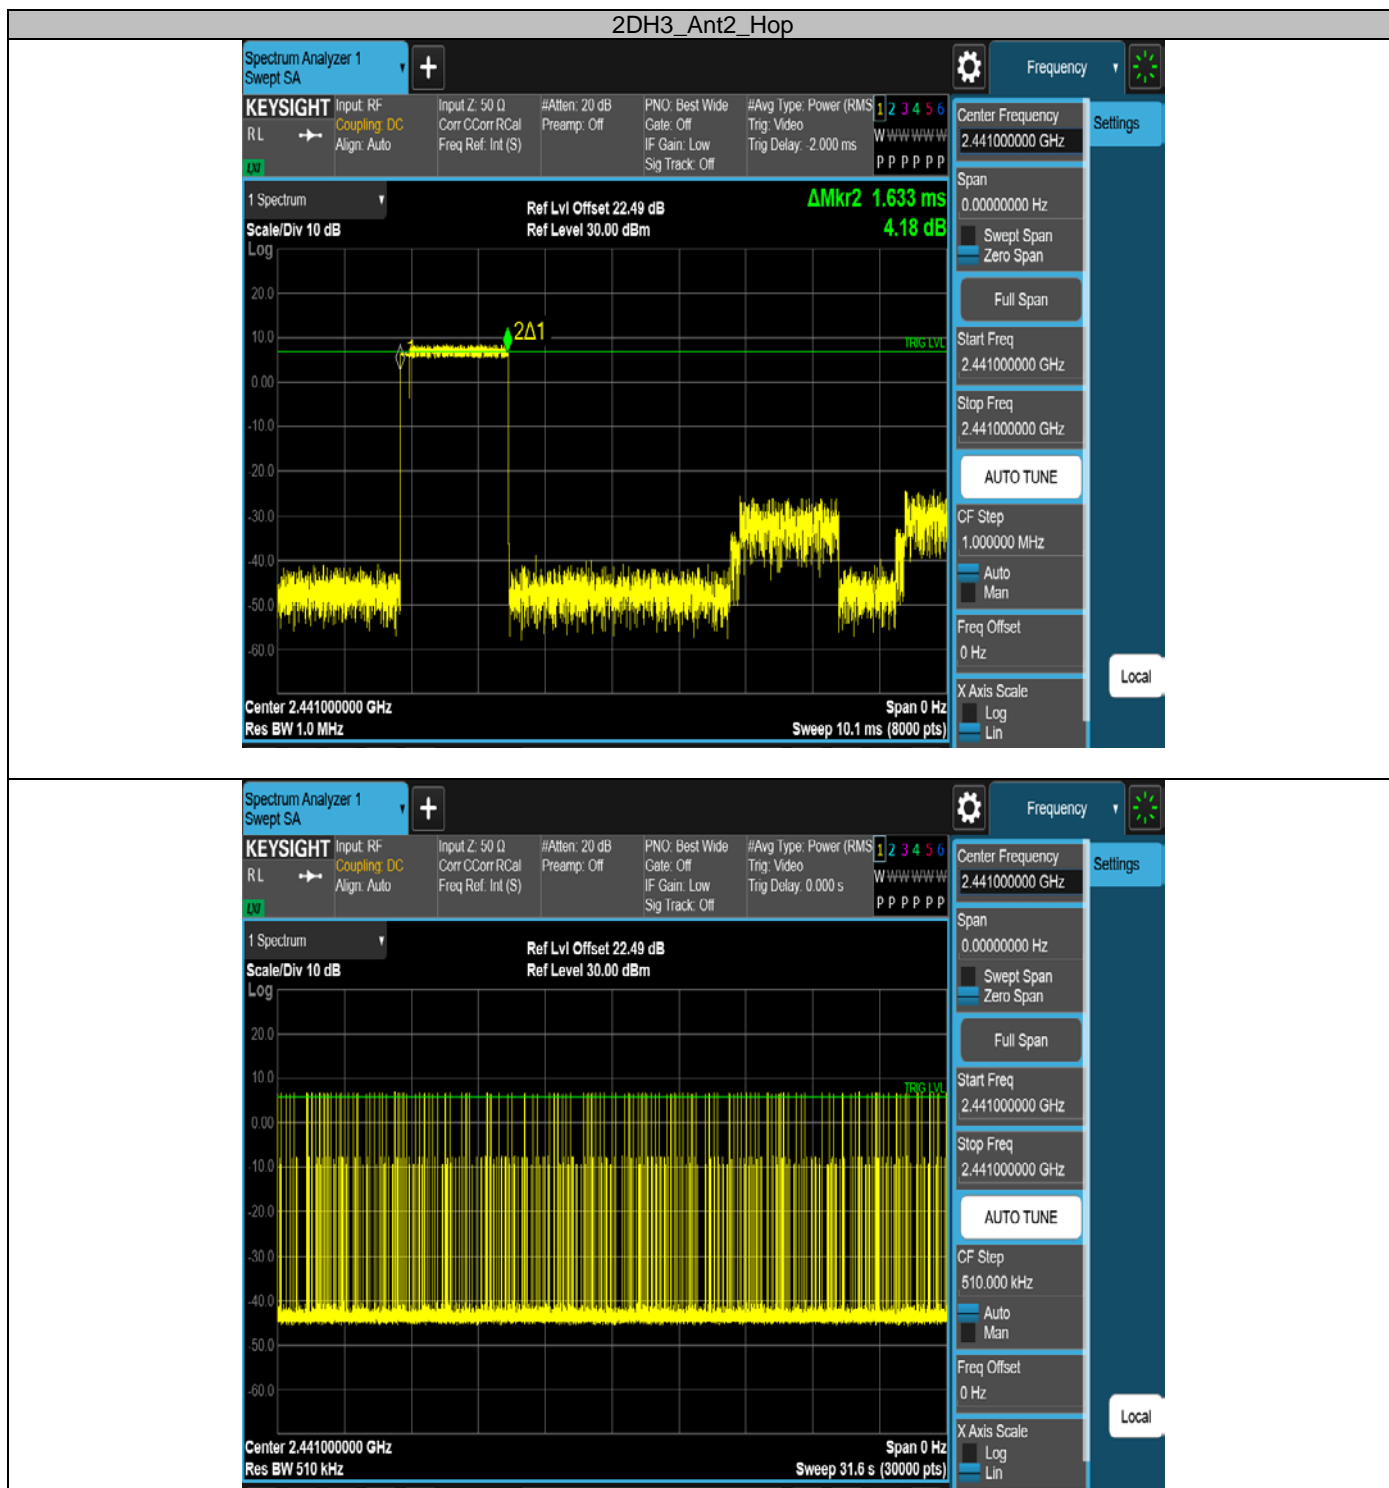 2DH3_Ant2_Hop
Spectrum Analyzer 1
Swept SA
+
Frequency
KEYSIGHT
RL
LXI
Input: RF
Coupling: DC
Align: Auto
Input Z: 50 Ω
Corr CCorr RCal
Freq Ref: Int (S)
#Atten: 20 dB
Preamp: Off
PNO: Best Wide
Gate: Off
IF Gain: Low
Sig Track: Off
#Avg Type: Power (RMS
Trig: Video
Trig Delay: -2.000 ms
1 2 3 4 5 6
W W W W W W
P P P P P P
1 Spectrum
Scale/Div 10 dB
Log
Ref Lvl Offset 22.49 dB
Ref Level 30.00 dBm
ΔMkr2 1.633 ms
4.18 dB
20.0
10.0
0.00
-10.0
-20.0
-30.0
-40.0
-50.0
-60.0
2Δ1
TRIG LVL
Center 2.441000000 GHz
Res BW 1.0 MHz
Span 0 Hz
Sweep 10.1 ms (8000 pts)
Center Frequency
2.441000000 GHz
Span
0.00000000 Hz
Swept Span
Zero Span
Full Span
Start Freq
2.441000000 GHz
Stop Freq
2.441000000 GHz
AUTO TUNE
CF Step
1.000000 MHz
Auto
Man
Freq Offset
0 Hz
X Axis Scale
Log
Lin
Settings
Local
Spectrum Analyzer 1
Swept SA
+
Frequency
KEYSIGHT
RL
LXI
Input: RF
Coupling: DC
Align: Auto
Input Z: 50 Ω
Corr CCorr RCal
Freq Ref: Int (S)
#Atten: 20 dB
Preamp: Off
PNO: Best Wide
Gate: Off
IF Gain: Low
Sig Track: Off
#Avg Type: Power (RMS
Trig: Video
Trig Delay: 0.000 s
1 2 3 4 5 6
W W W W W W
P P P P P P
1 Spectrum
Scale/Div 10 dB
Log
Ref Lvl Offset 22.49 dB
Ref Level 30.00 dBm
20.0
10.0
0.00
-10.0
-20.0
-30.0
-40.0
-50.0
-60.0
TRIG LVL
Center 2.441000000 GHz
Res BW 510 kHz
Span 0 Hz
Sweep 31.6 s (30000 pts)
Center Frequency
2.441000000 GHz
Span
0.00000000 Hz
Swept Span
Zero Span
Full Span
Start Freq
2.441000000 GHz
Stop Freq
2.441000000 GHz
AUTO TUNE
CF Step
510.000 kHz
Auto
Man
Freq Offset
0 Hz
X Axis Scale
Log
Lin
Settings
Local